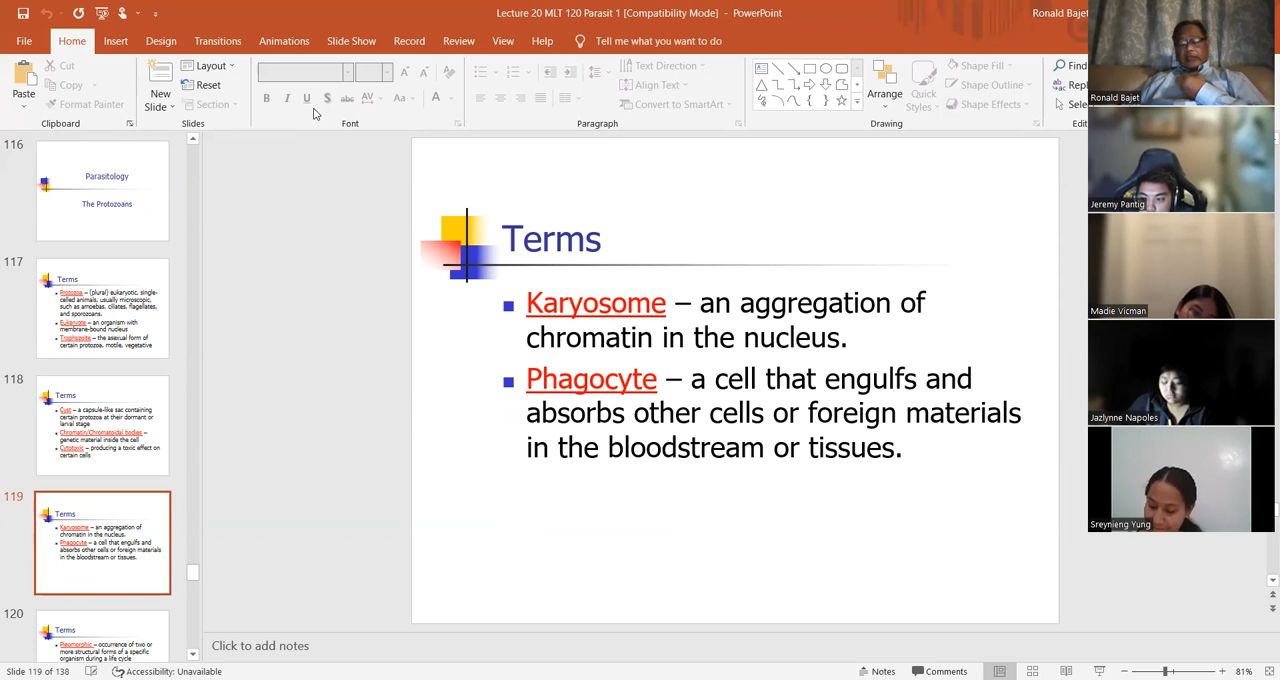 Lecture 20 MLT 120 Parasit 1 [Compatibility Mode] – PowerPoint
Ronald Bajet
File Home Insert Design Transitions Animations Slide Show Record Review View Help Tell me what you want to do
Paste
Cut
Copy
Format Painter
Clipboard
New
Slide
Layout
Reset
Section
Slides
B I U S abc AV Aa A
Font
Text Direction
Align Text
Convert to SmartArt
Paragraph
Arrange
Quick
Styles
Shape Fill
Shape Outline
Shape Effects
Drawing
Find
Repl
Sele
Edit
116
Parasitology
The Protozoans
117
Terms
Protozoa – (plural) eukaryotic, single-
celled animals, usually microscopic,
such as amoebas, ciliates, flagellates,
and sporozoans.
Eukaryote – an organism with
membrane-bound nucleus
Trophozoite – the asexual form of
certain protozoa, motile, vegetative
118
Terms
Cyst – a capsule-like sac containing
certain protozoa at their dormant or
larval stage
Chromatin/Chromatoidal bodies –
genetic material inside the cell
Cytotoxic – producing a toxic effect on
certain cells
119
Terms
Karyosome – an aggregation of
chromatin in the nucleus.
Phagocyte – a cell that engulfs and
absorbs other cells or foreign materials
in the bloodstream or tissues.
120
Terms
Pleomorphic – occurrence of two or
more structural forms of a specific
organism during a life cycle
Terms
Karyosome – an aggregation of
chromatin in the nucleus.
Phagocyte – a cell that engulfs and
absorbs other cells or foreign materials
in the bloodstream or tissues.
Click to add notes
Slide 119 of 138
Accessibility: Unavailable
Notes
Comments
81%
Ronald Bajet
Jeremy Pantig
Madie Vicman
Jazlynne Napoles
Sreynieng Yung